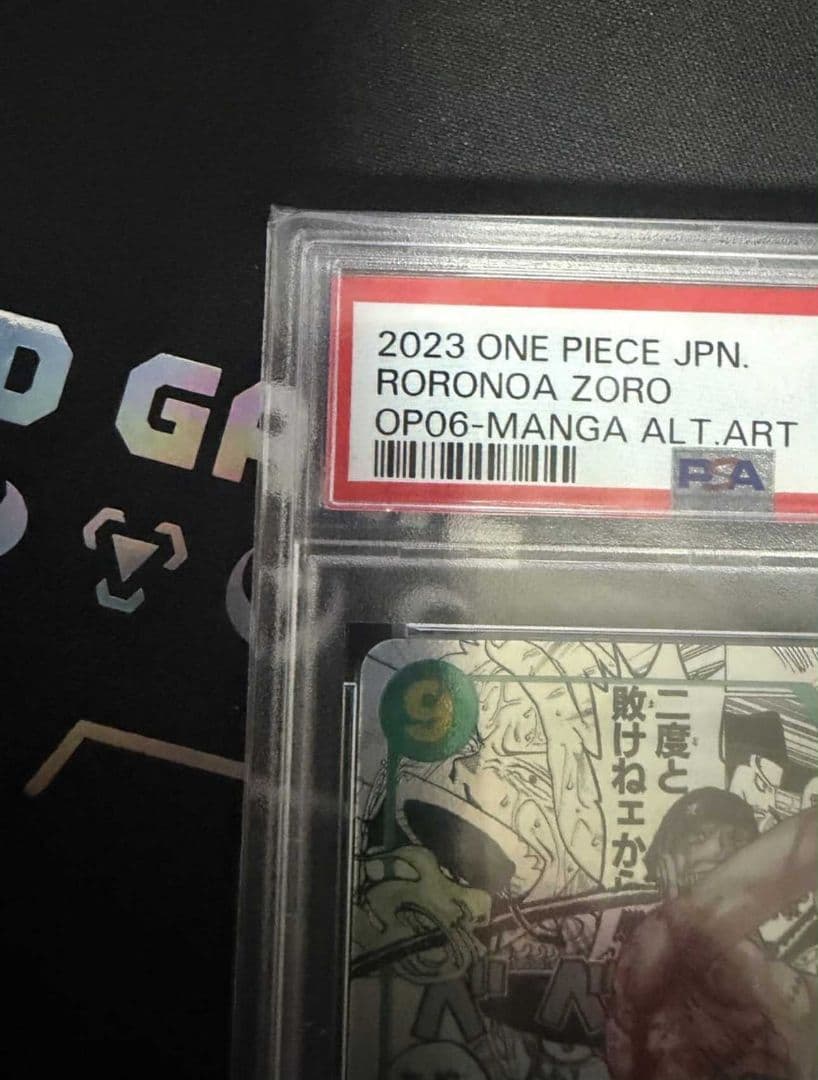 D GA
2023 ONE PIECE JPN.
RORONOA ZORO
OP06-MANGA ALT.ART
PSA
9
二度と
敗けねェから